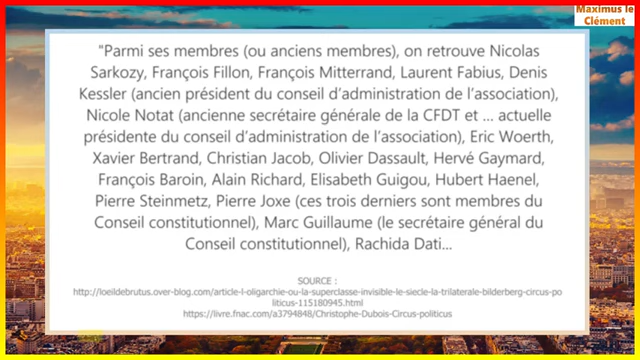 Maximus le
Clément
"Parmi ses membres (ou anciens membres), on retrouve Nicolas
Sarkozy, François Fillon, François Mitterrand, Laurent Fabius, Denis
Kessler (ancien président du conseil d'administration de l'association),
Nicole Notat (ancienne secrétaire générale de la CFDT et ... actuelle
présidente du conseil d'administration de l'association), Eric Woerth,
Xavier Bertrand, Christian Jacob, Olivier Dassault, Hervé Gaymard,
François Baroin, Alain Richard, Elisabeth Guigou, Hubert Haenel,
Pierre Steinmetz, Pierre Joxe (ces trois derniers sont membres du
Conseil constitutionnel), Marc Guillaume (le secrétaire général du
Conseil constitutionnel), Rachida Dati...
SOURCE :
http://loeildebrutus.over-blog.com/article-l-oligarchie-ou-la-superclasse-invisible-le-siecle-la-trilaterale-bilderberg-circus-po
liticus-115180945.html
https://livre.fnac.com/a3794848/Christophe-Dubois-Circus-politicus